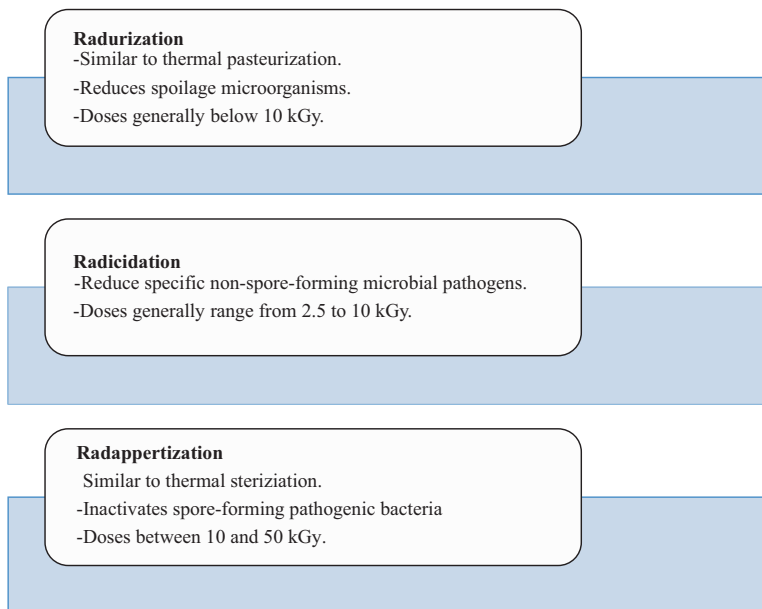 Radurization
-Similar to thermal pasteurization.
-Reduces spoilage microorganisms.
-Doses generally below 10 kGy.
Radicidation
-Reduce specific non-spore-forming microbial pathogens.
-Doses generally range from 2.5 to 10 kGy.
Radappertization
Similar to thermal steriziation.
-Inactivates spore-forming pathogenic bacteria
-Doses between 10 and 50 kGy.